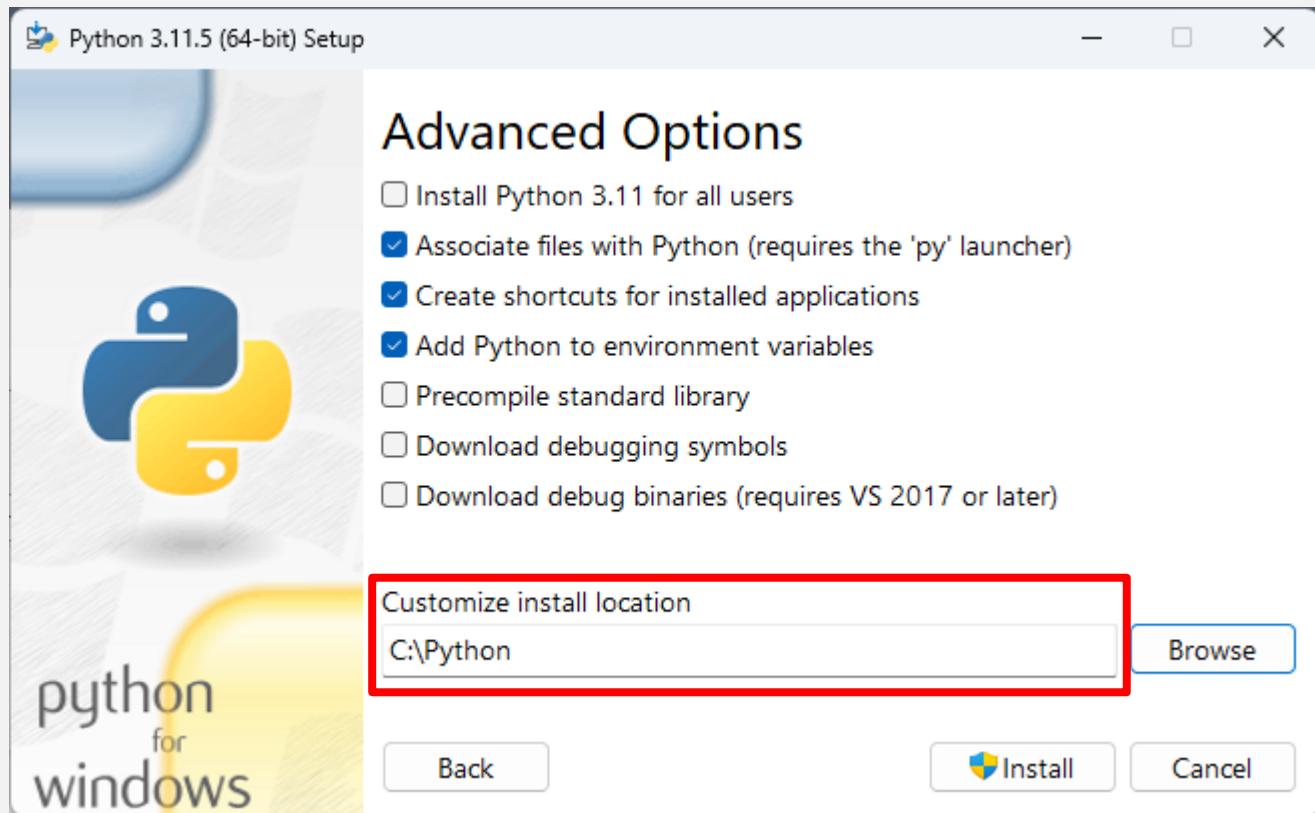 Python 3.11.5 (64-bit) Setup
Advanced Options
Install Python 3.11 for all users
Associate files with Python (requires the 'py' launcher)
Create shortcuts for installed applications
Add Python to environment variables
Precompile standard library
Download debugging symbols
Download debug binaries (requires VS 2017 or later)
Customize install location
C:\Python
Browse
python
for
windows
Back
Install
Cancel